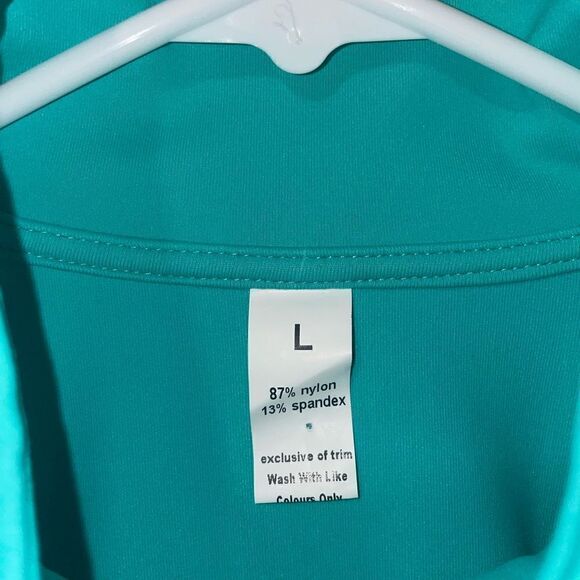 L
87% nylon
13% spandex
exclusive of trim
Wash With Like
Colours Only